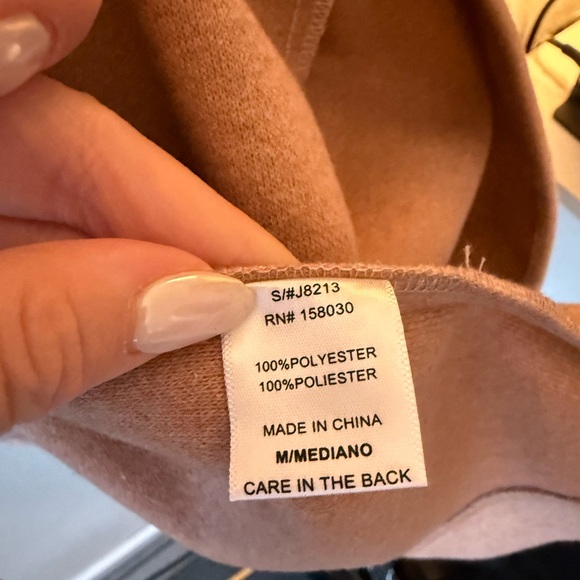 S/#J8213
RN# 158030
100%POLYESTER
100%POLIESTER
MADE IN CHINA
M/MEDIANO
CARE IN THE BACK